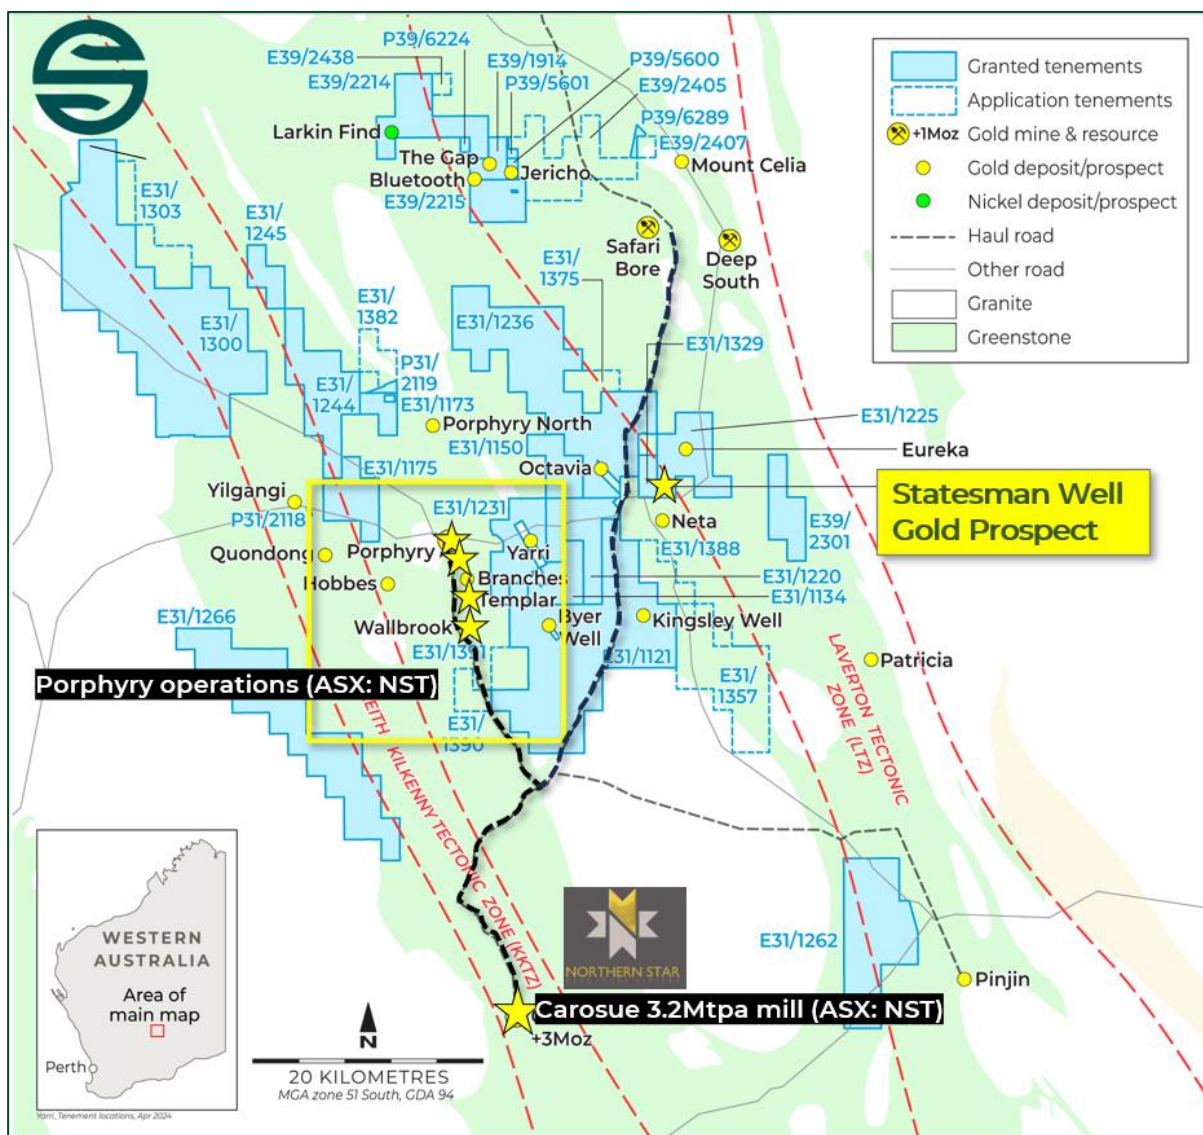 P39/6224
E39/2438
E39/1914
P39/5600
E39/2214
P39/5601
E39/2405
P39/6289
E39/2407
Larkin Find
The Gap
Mount Celia
Bluetooth
Jericho
E39/2215
E31/
1303
E31/
1245
Safari
Bore
Deep
South
E31/
1375
E31/
1382
E31/1236
E31/
1300
E31/1329
P31/
2119
E31/
1244
E31/1173
E31/1225
Porphyry North
E31/1150
Eureka
E31/1175
Octavia
Yilgangi
P31/2118
E31/1231
Statesman Well
Gold Prospect
Neta
E39/
2301
Quondong
Porphyry
Yarri
E31/1388
Hobbes
Branches
E31/1220
Templar
E31/1134
E31/1266
Wallbrook
Byer
Well
Kingsley Well
E31/1391
E31/1121
Patricia
Porphyry operations (ASX: NST)
E31/
1357
E31/
1390
LAVERTON TECTONIC
ZONE (LTZ)
EITH KILKENNY TECTONIC ZONE (KKTZ)
E31/1262
Pinjin
NORTHERN STAR
Carosue 3.2Mtpa mill (ASX: NST)
+3Moz
Granted tenements
Application tenements
+1Moz Gold mine & resource
Gold deposit/prospect
Nickel deposit/prospect
Haul road
Other road
Granite
Greenstone
WESTERN
AUSTRALIA
Area of
main map
Perth
N
20 KILOMETRES
MGA zone 51 South, GDA 94
Yarri, Tenement locations, Apr 2024